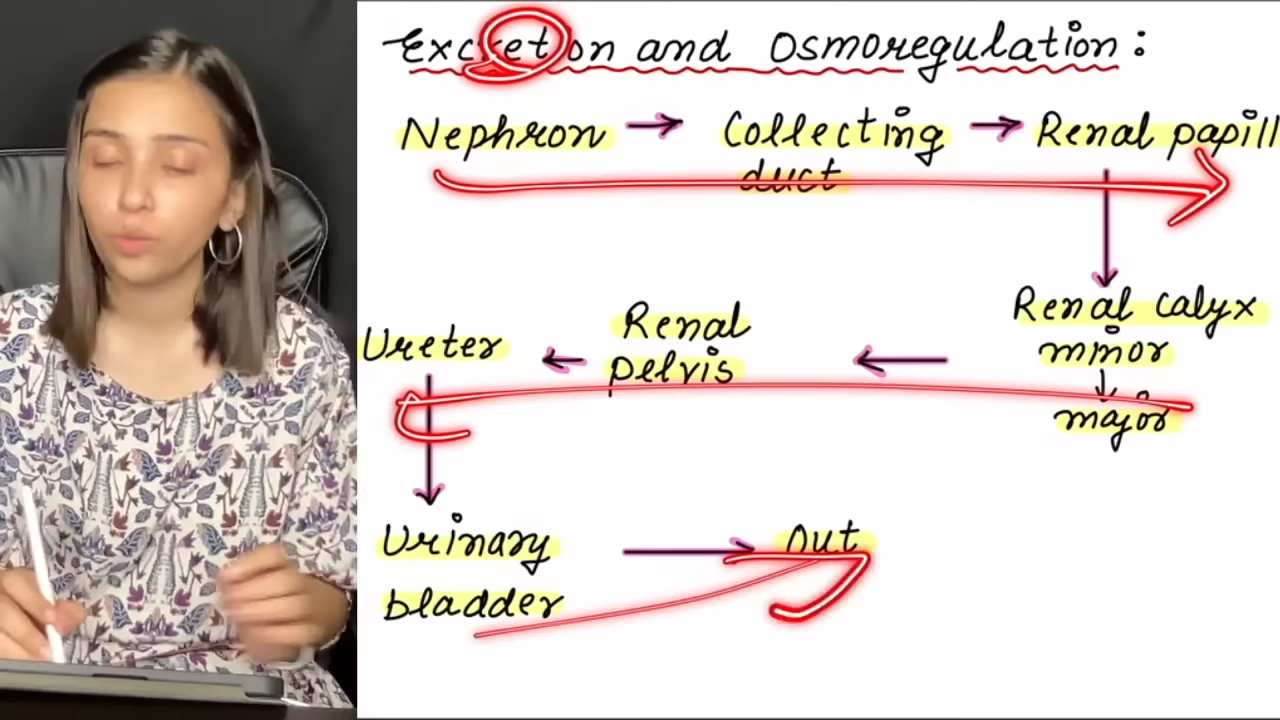 Excretion and Osmoregulation :
Nephron → Collecting duct → Renal papill
Renal calyx
minor
↓
major
← Renal pelvis ← Ureter
Urinary bladder → out